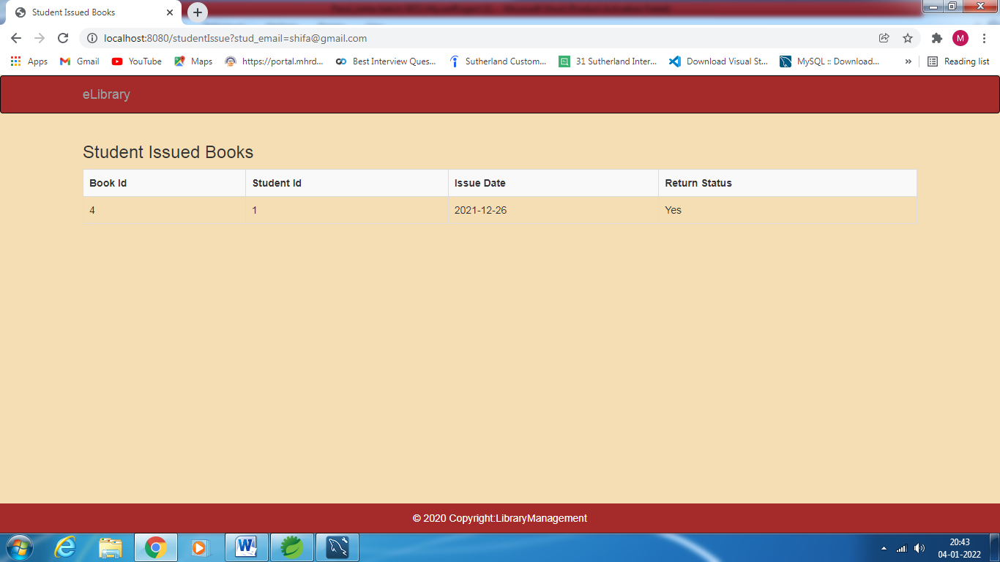 Student Issued Books
localhost:8080/studentIssue?stud_email=shifa@gmail.com
M
Apps Gmail YouTube Maps https://portal.mhrd... Best Interview Ques... Sutherland Custom... 31 Sutherland Inter... Download Visual St... MySQL :: Download... » Reading list
eLibrary
Student Issued Books
Book Id Student Id Issue Date Return Status
4 1 2021-12-26 Yes
© 2020 Copyright:LibraryManagement
20:43
04-01-2022